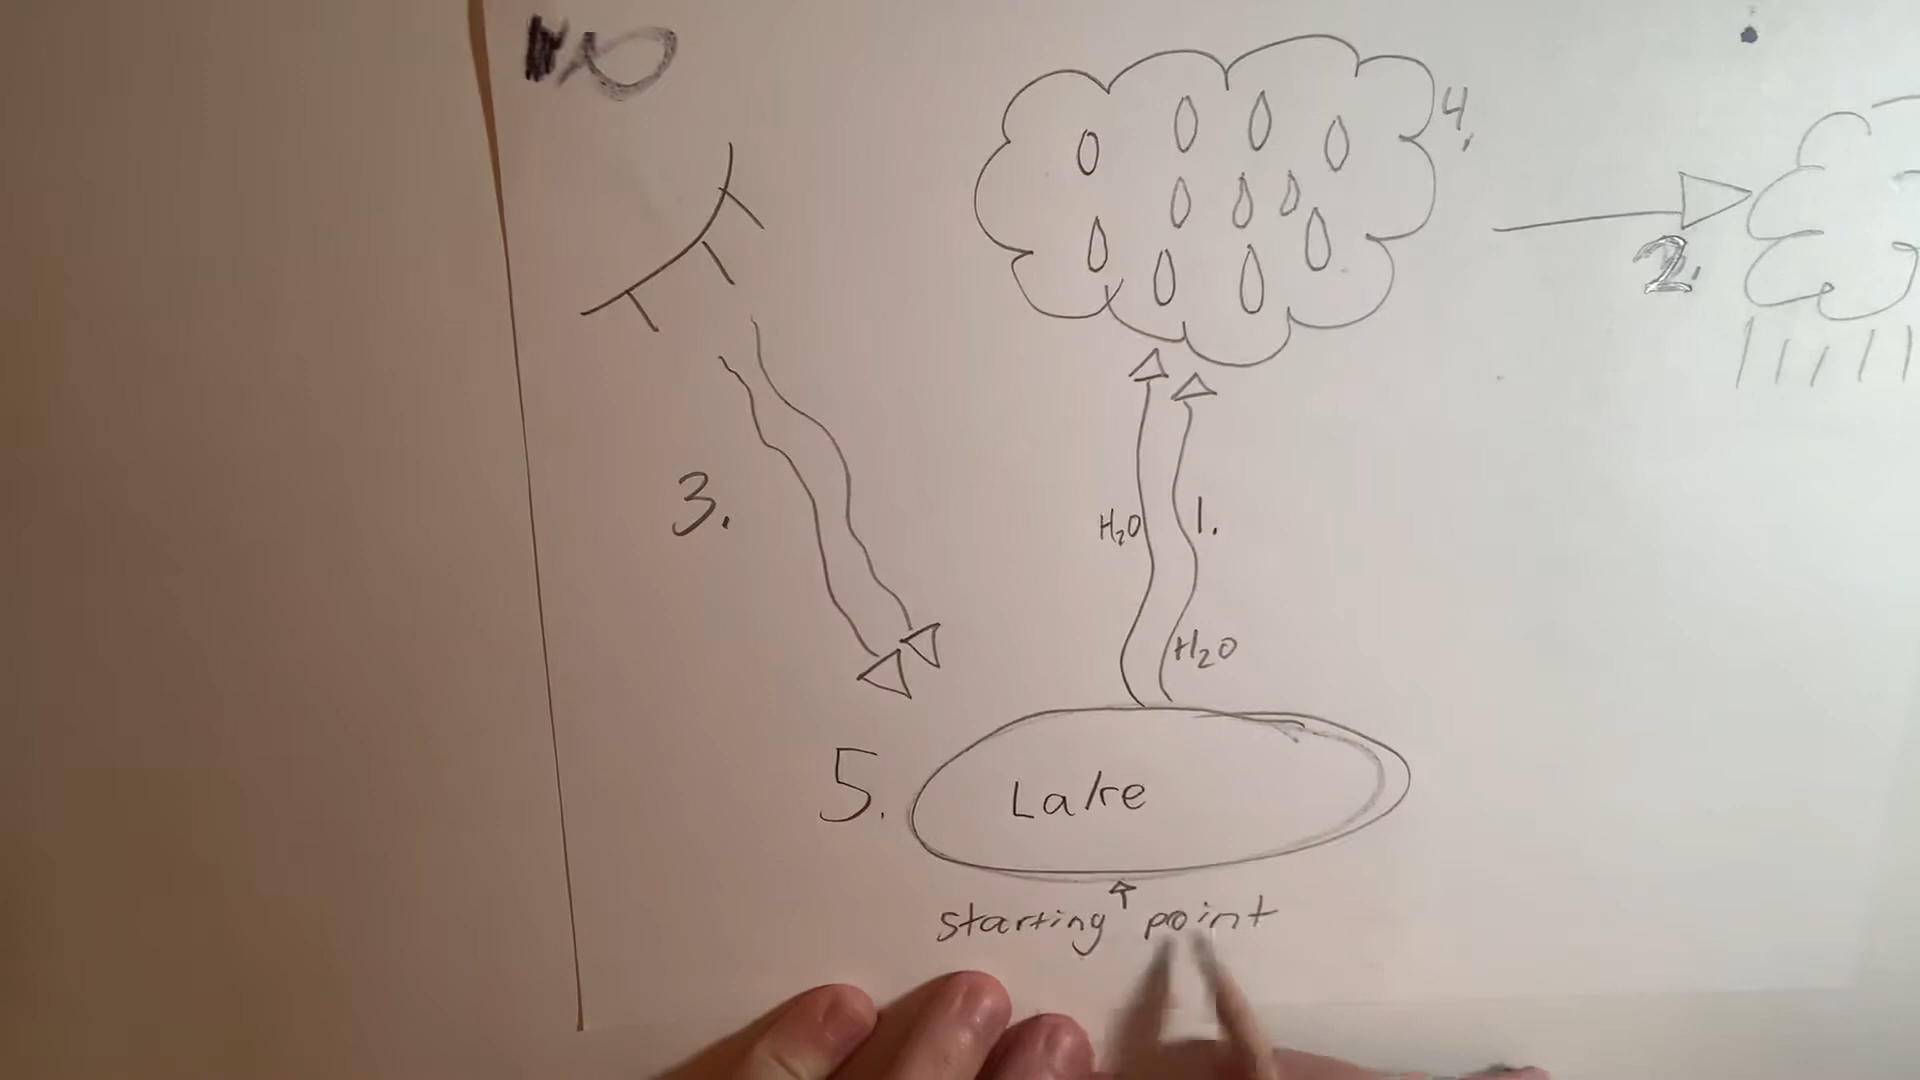 4.
2.
3.
H2O
1.
H2O
5.
Lake
starting point